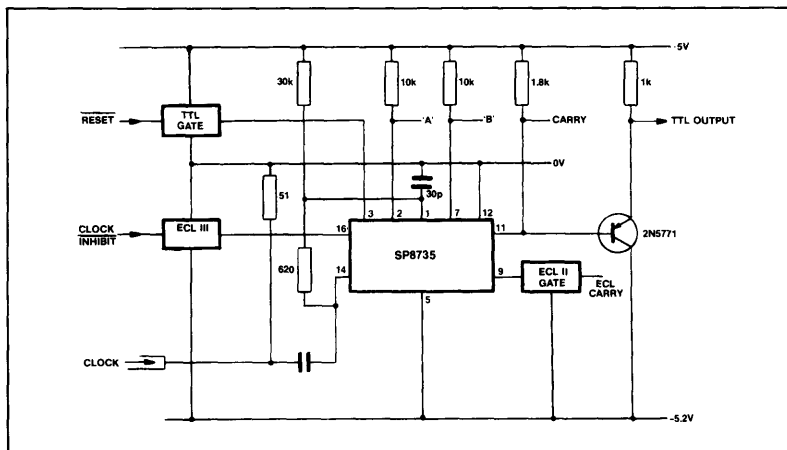 -5V
30k
10k
10k
1.8k
1k
RESET
TTL
GATE
'A'
'B'
CARRY
TTL OUTPUT
0V
51
30p
3
2
1
7
12
CLOCK
INHIBIT
ECL III
16
11
2N5771
SP8735
620
14
9
ECL II
GATE
ECL
CARRY
5
CLOCK
-5.2V